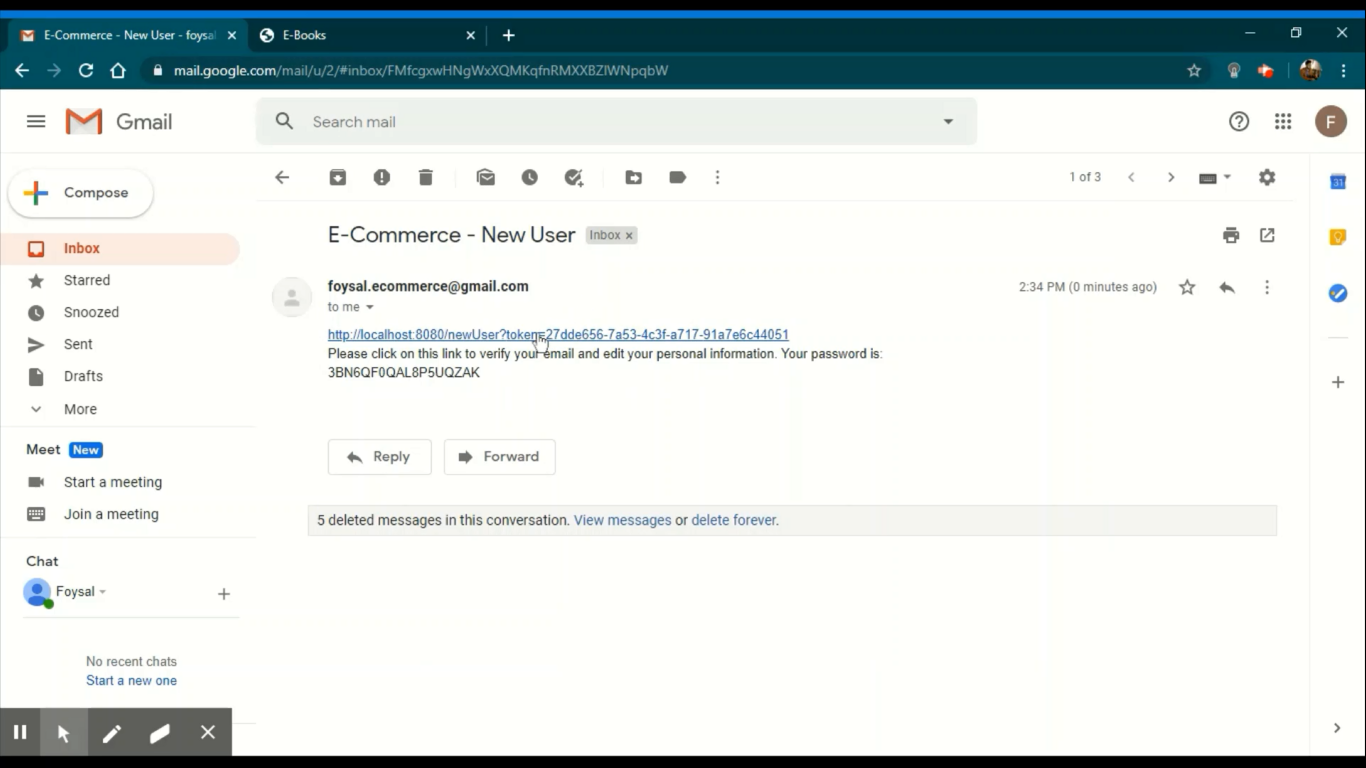 E-Commerce - New User - foysal
E-Books
mail.google.com/mail/u/2/#inbox/FMfcgxwHNgWxXQMKqfnRMXXBZlWNpqbW
Gmail
Search mail
F
Compose
1 of 3
31
Inbox
E-Commerce - New User
Inbox x
Starred
foysal.ecommerce@gmail.com
2:34 PM (0 minutes ago)
Snoozed
to me
http://localhost:8080/newUser?token=27dde656-7a53-4c3f-a717-91a7e6c44051
Sent
Please click on this link to verify your email and edit your personal information. Your password is:
3BN6QF0QAL8P5UQZAK
Drafts
More
Meet New
Reply
Forward
Start a meeting
Join a meeting
5 deleted messages in this conversation. View messages or delete forever.
Chat
Foysal
No recent chats
Start a new one